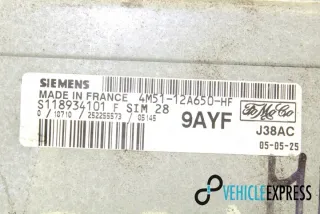 SIEMENS
MADE IN FRANCE 4M51-12A650-HF
S118934101 F SIM 28
0 / 10710 / 252255573 / 05145
9AYF
FoMoCo
J38AC
05-05-25
VEHICLEXPRESS